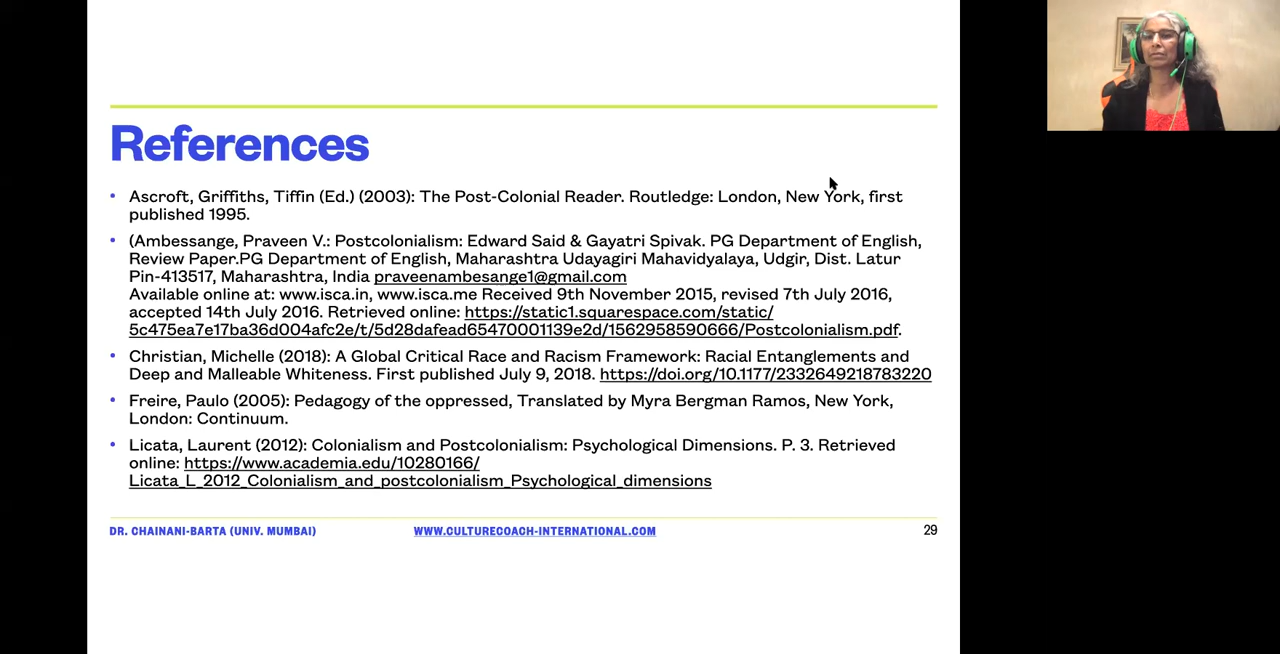 References
• Ascroft, Griffiths, Tiffin (Ed.) (2003): The Post-Colonial Reader. Routledge: London, New York, first
published 1995.
• (Ambessange, Praveen V.: Postcolonialism: Edward Said & Gayatri Spivak. PG Department of English,
Review Paper.PG Department of English, Maharashtra Udayagiri Mahavidyalaya, Udgir, Dist. Latur
Pin-413517, Maharashtra, India praveenambesange1@gmail.com
Available online at: www.isca.in, www.isca.me Received 9th November 2015, revised 7th July 2016,
accepted 14th July 2016. Retrieved online: https://static1.squarespace.com/static/
5c475ea7e17ba36d004afc2e/t/5d28dafead65470001139e2d/1562958590666/Postcolonialism.pdf.
• Christian, Michelle (2018): A Global Critical Race and Racism Framework: Racial Entanglements and
Deep and Malleable Whiteness. First published July 9, 2018. https://doi.org/10.1177/2332649218783220
• Freire, Paulo (2005): Pedagogy of the oppressed, Translated by Myra Bergman Ramos, New York,
London: Continuum.
• Licata, Laurent (2012): Colonialism and Postcolonialism: Psychological Dimensions. P. 3. Retrieved
online: https://www.academia.edu/10280166/
Licata_L_2012_Colonialism_and_postcolonialism_Psychological_dimensions
DR. CHAINANI-BARTA (UNIV. MUMBAI) WWW.CULTURECOACH-INTERNATIONAL.COM 29